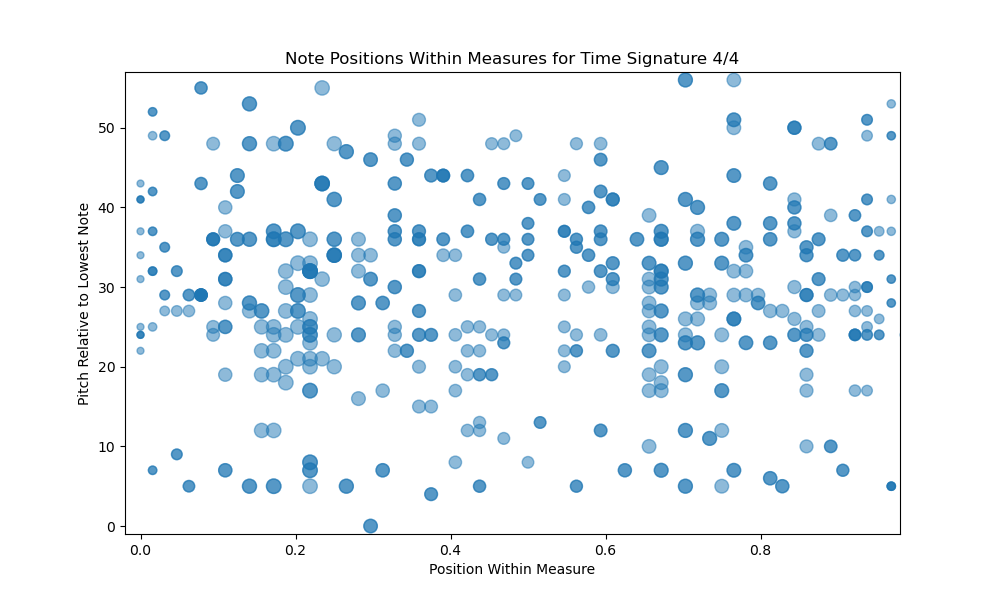 Note Positions Within Measures for Time Signature 4/4
50
40
30
20
10
0
Pitch Relative to Lowest Note
0.0 0.2 0.4 0.6 0.8
Position Within Measure